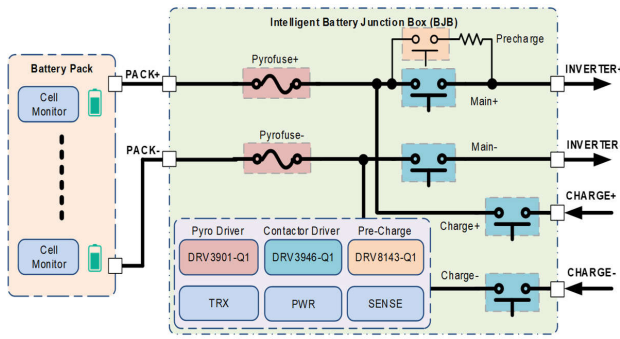 Intelligent Battery Junction Box (BJB)
Battery Pack
Cell
Monitor
Cell
Monitor
PACK+
PACK-
Pyrofuse+
Pyrofuse-
Precharge
Main+
Main-
INVERTER+
INVERTER
CHARGE+
Charge+
CHARGE-
Charge-
Pyro Driver
Contactor Driver
Pre-Charge
DRV3901-Q1
DRV3946-Q1
DRV8143-Q1
TRX
PWR
SENSE